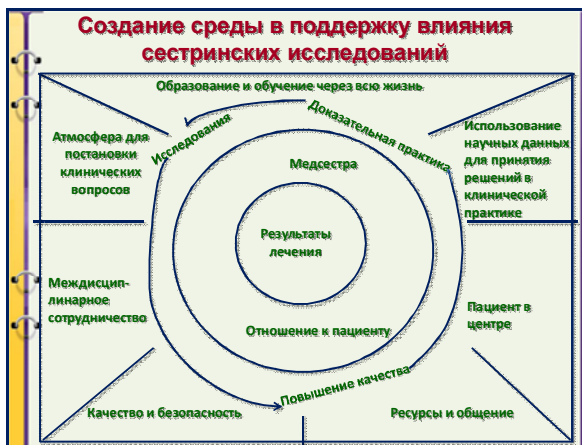 Создание среды в поддержку влияния
сестринских исследований
Образование и обучение через всю жизнь
Исследования
Доказательная практика
Атмосфера для
постановки
клинических
вопросов
Медсестра
Использование
научных данных
для принятия
решений в
клинической
практике
Результаты
лечения
Междисцип-
линарное
сотрудничество
Пациент в
центре
Отношение к пациенту
Повышение качества
Качество и безопасность
Ресурсы и общение